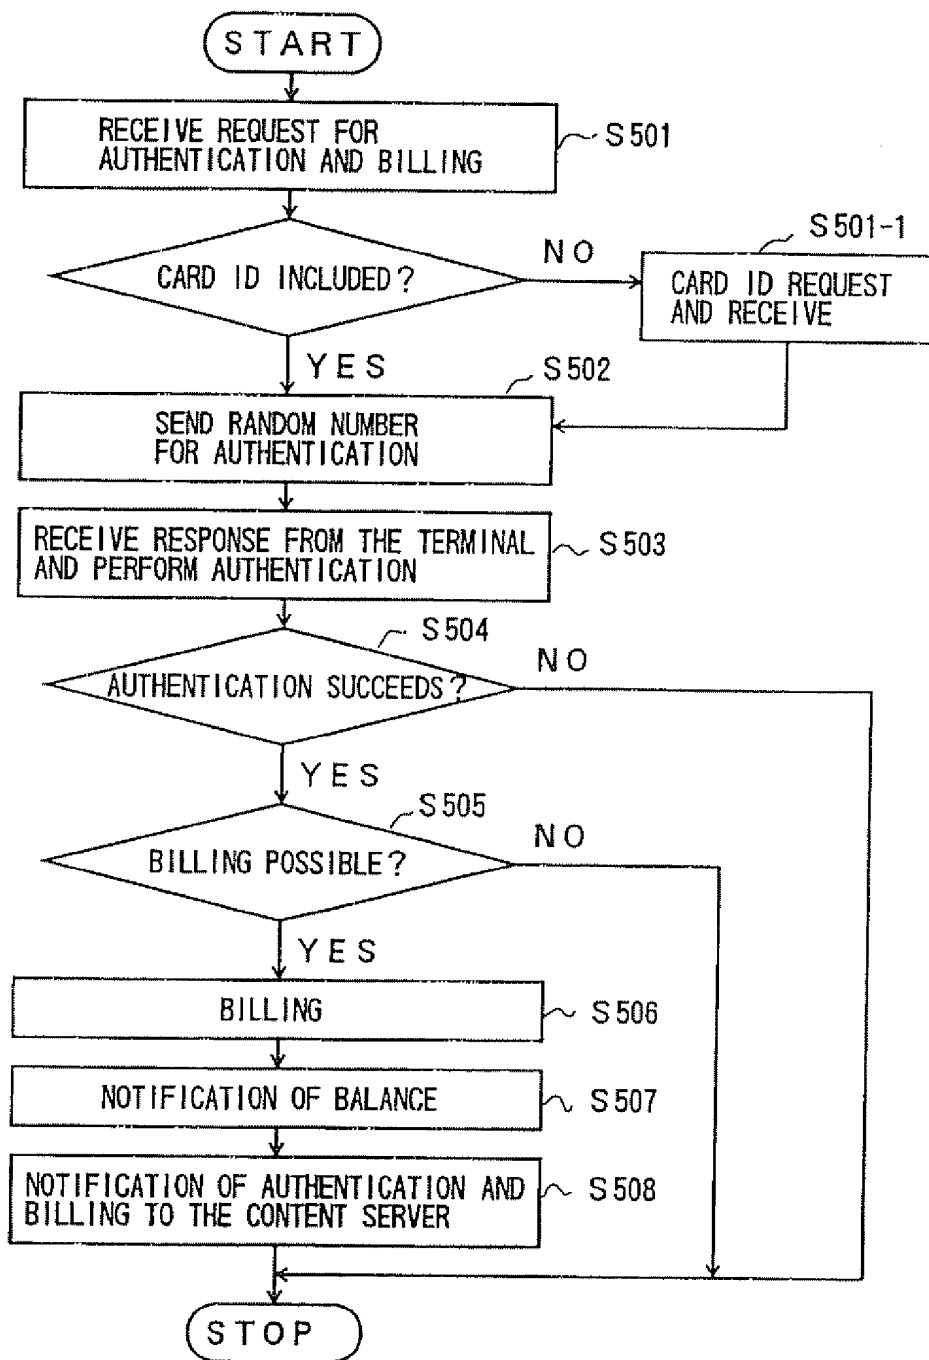 START
RECEIVE REQUEST FOR
AUTHENTICATION AND BILLING
S501
CARD ID INCLUDED?
NO
S501-1
CARD ID REQUEST
AND RECEIVE
YES
S502
SEND RANDOM NUMBER
FOR AUTHENTICATION
RECEIVE RESPONSE FROM THE TERMINAL
AND PERFORM AUTHENTICATION
S503
S504
AUTHENTICATION SUCCEEDS?
NO
YES
S505
BILLING POSSIBLE?
NO
YES
BILLING
S506
NOTIFICATION OF BALANCE
S507
NOTIFICATION OF AUTHENTICATION AND
BILLING TO THE CONTENT SERVER
S508
STOP